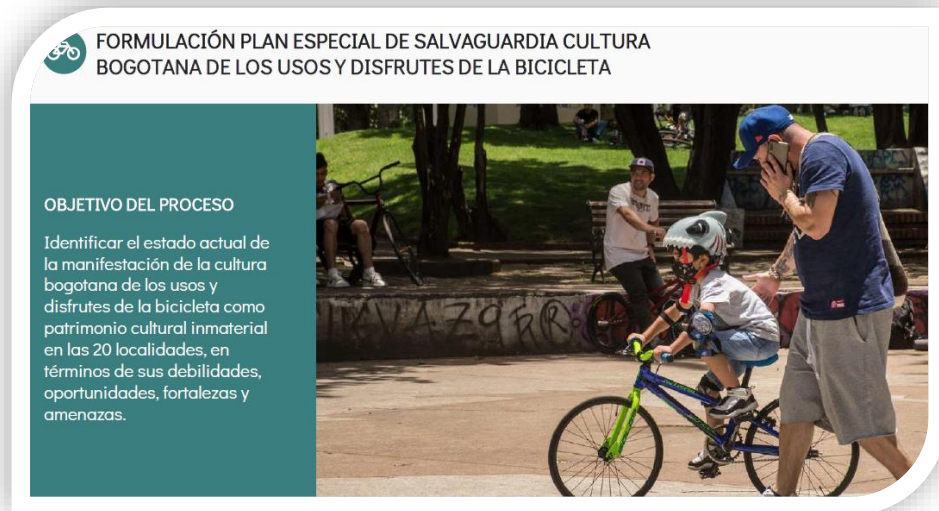 FORMULACIÓN PLAN ESPECIAL DE SALVAGUARDIA CULTURA
BOGOTANA DE LOS USOS Y DISFRUTES DE LA BICICLETA
OBJETIVO DEL PROCESO
Identificar el estado actual de
la manifestación de la cultura
bogotana de los usos y
disfrutes de la bicicleta como
patrimonio cultural inmaterial
en las 20 localidades, en
términos de sus debilidades,
oportunidades, fortalezas y
amenazas.